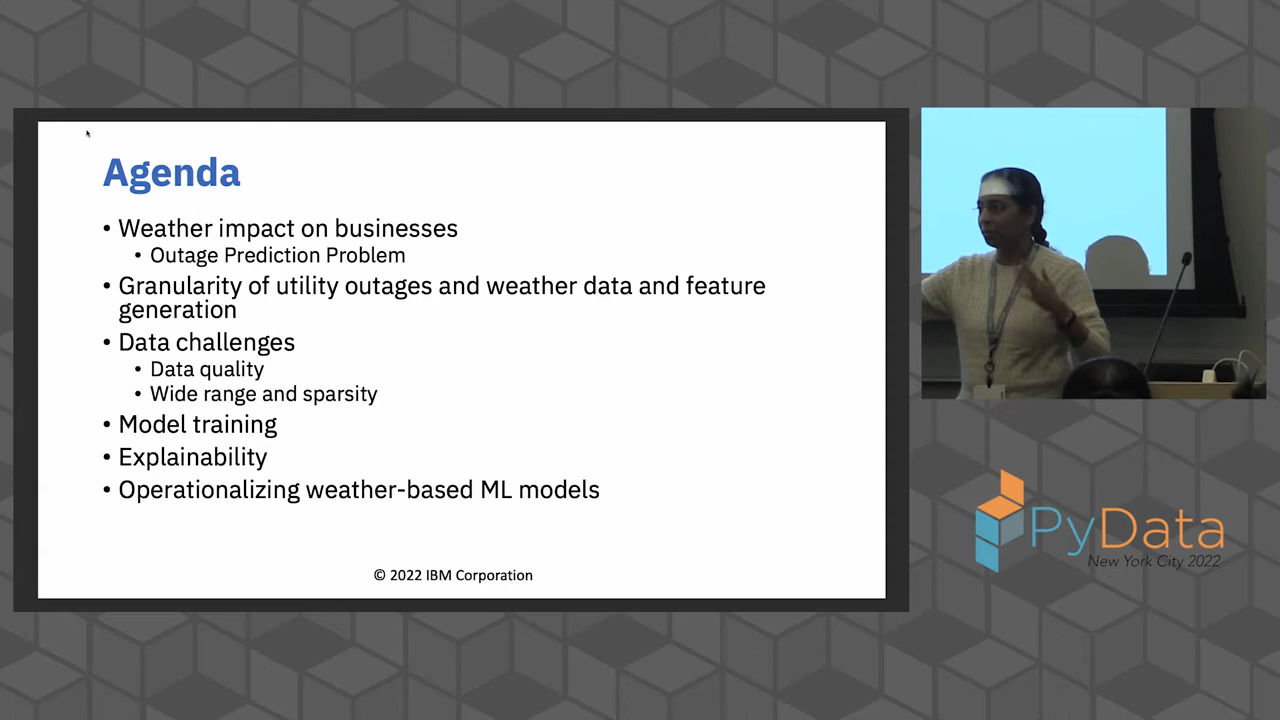 Agenda
• Weather impact on businesses
• Outage Prediction Problem
• Granularity of utility outages and weather data and feature
generation
• Data challenges
• Data quality
• Wide range and sparsity
• Model training
• Explainability
• Operationalizing weather-based ML models
© 2022 IBM Corporation
PyData
New York City 2022